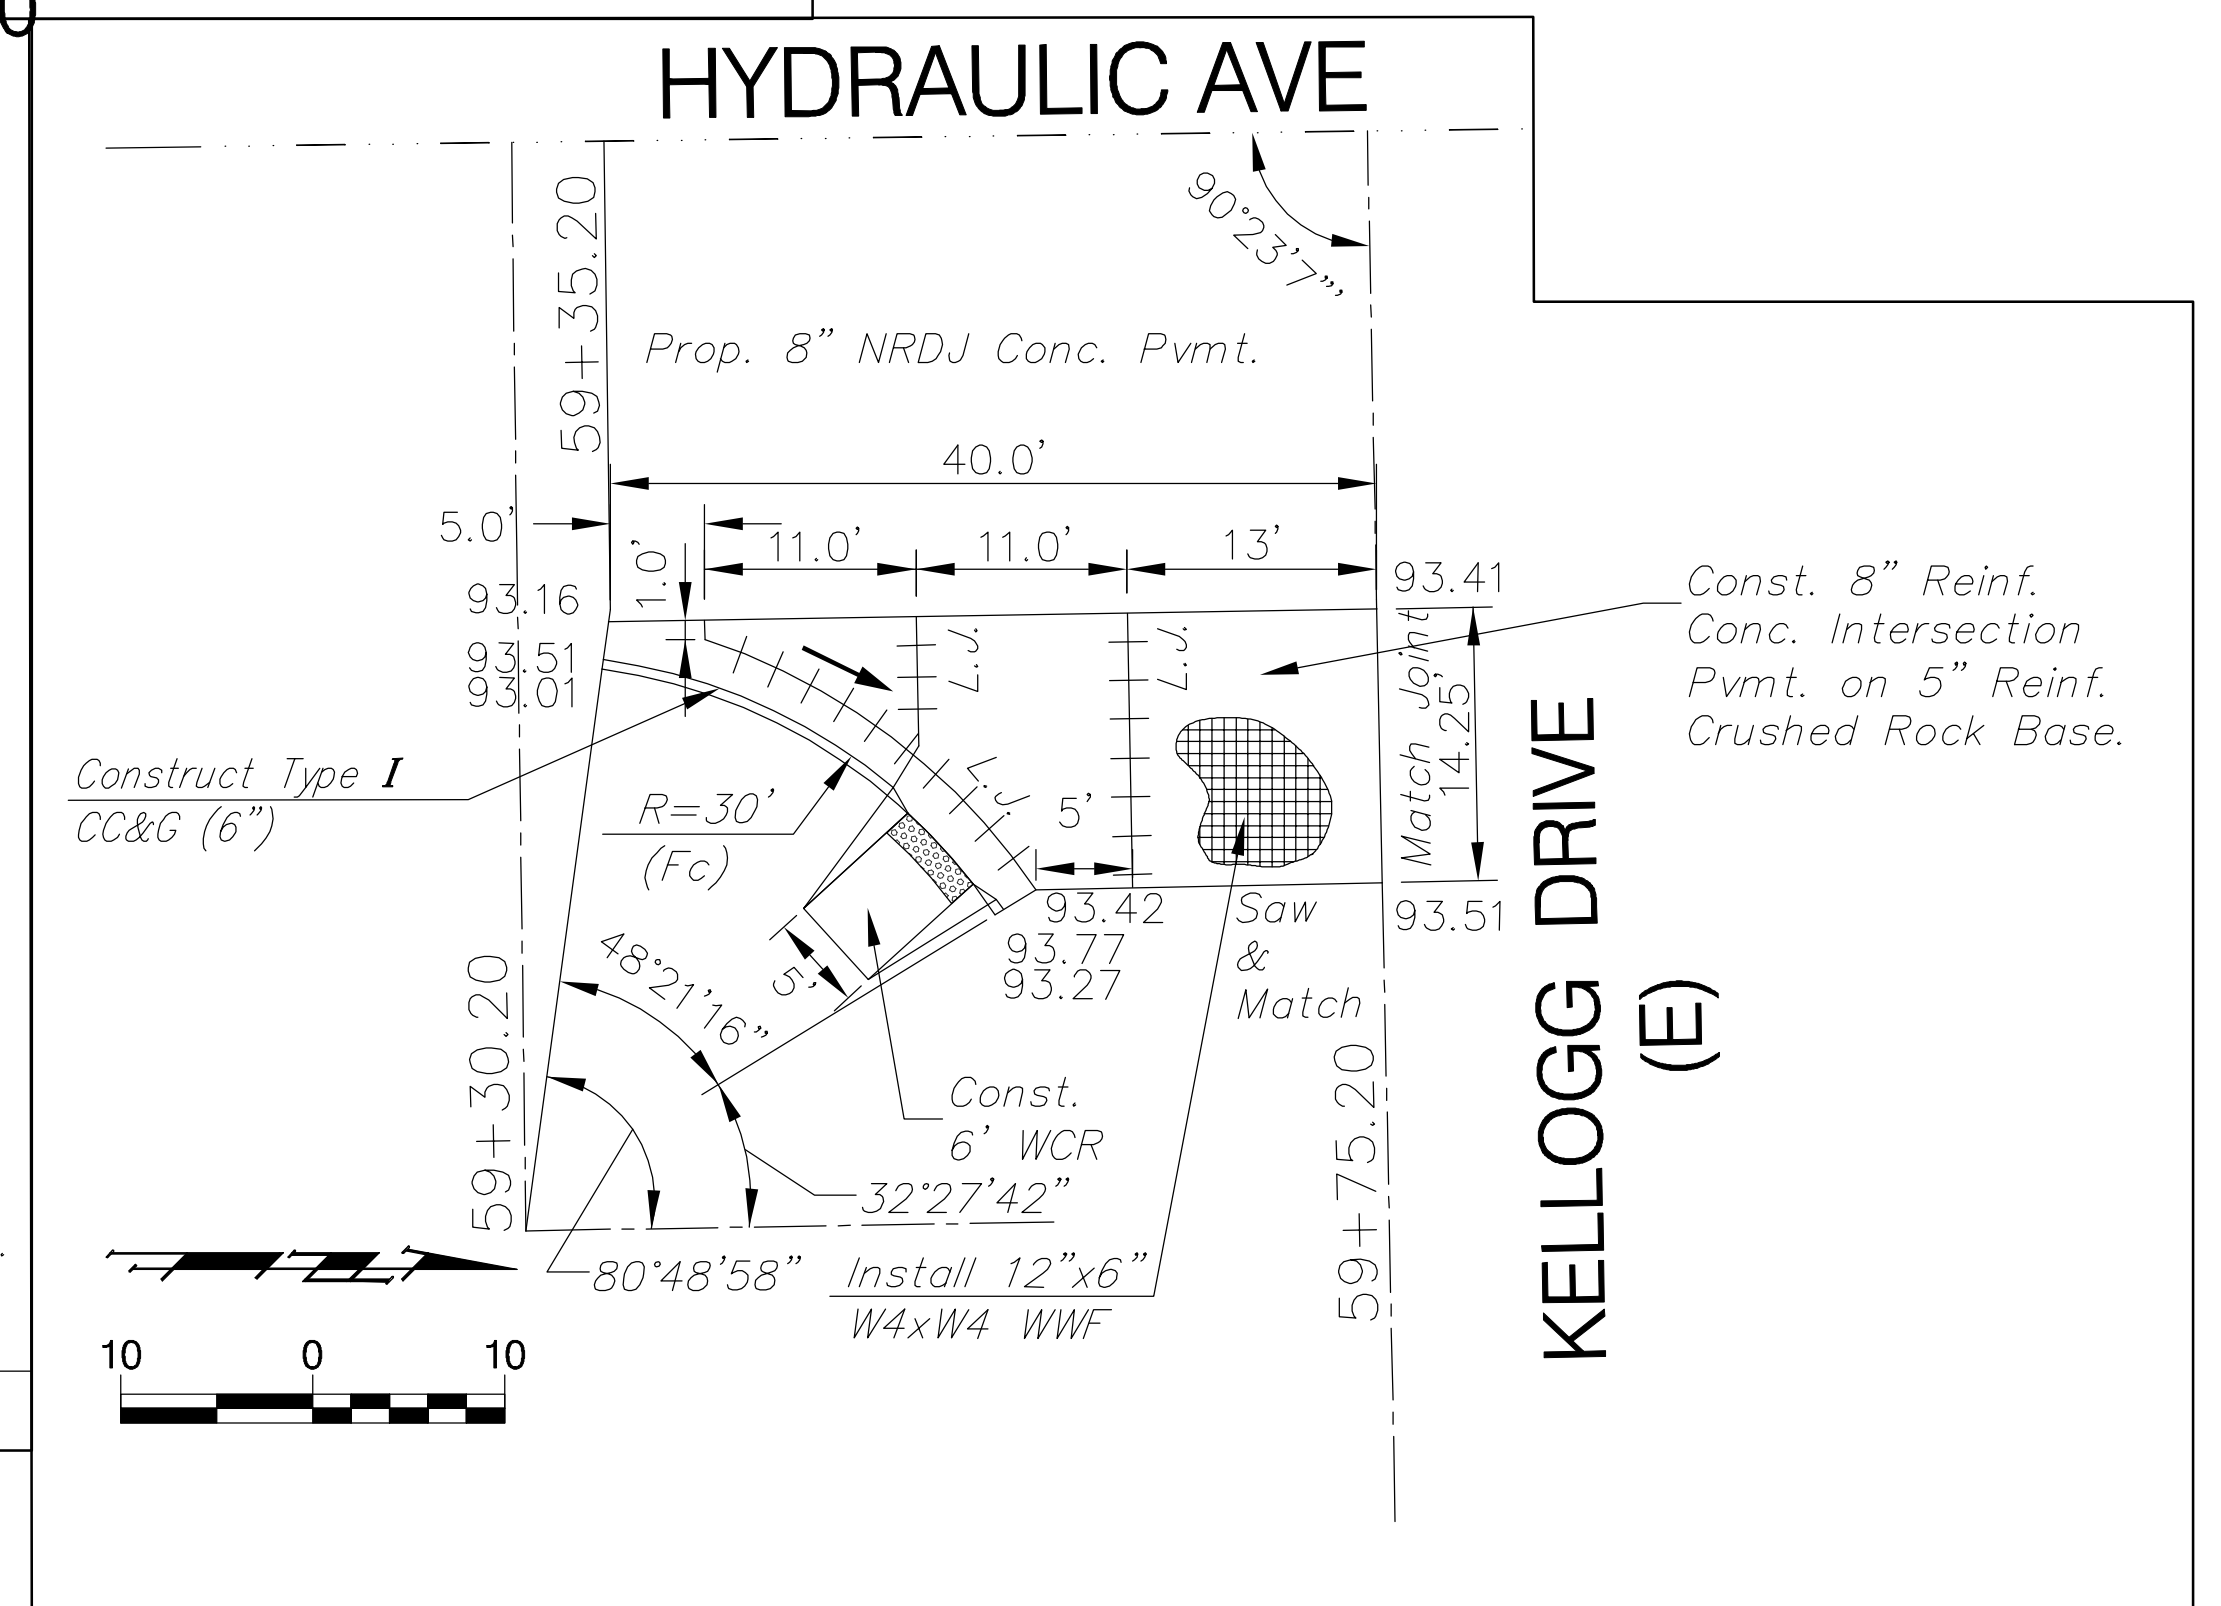 HYDRAULIC AVE
59+35.20
90°23'7"
Prop. 8" NRDJ Conc. Pvmt.
40.0'
5.0'
1.0'
11.0'
11.0'
13'
93.16
93.51
93.01
L.J.
L.J.
L.J.
93.41
Match Joint
14.25'
93.51
Const. 8" Reinf.
Conc. Intersection
Pvmt. on 5" Reinf.
Crushed Rock Base.
Construct Type I
CC&G (6")
R=30'
(Fc)
5'
93.42
93.77
93.27
Saw
&
Match
KELLOGG DRIVE
(E)
59+30.20
48°21'16"
5'
Const.
6' WCR
32°27'42"
80°48'58"
Install 12"x6"
W4xW4 WWF
59+75.20
10 0 10